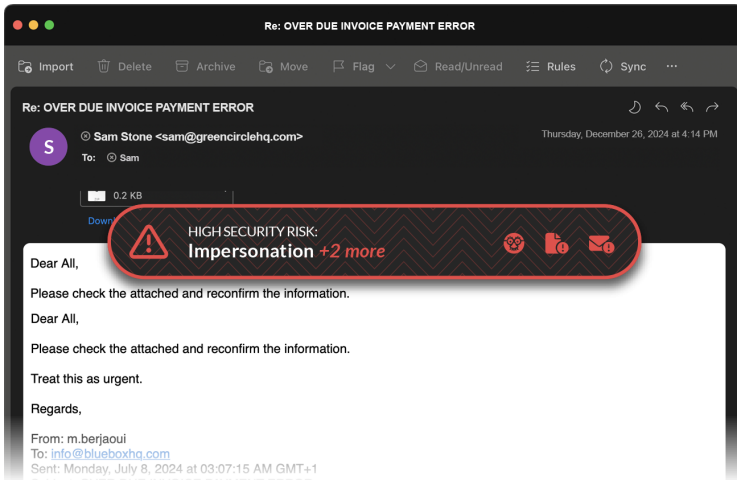 Re: OVER DUE INVOICE PAYMENT ERROR
Import Delete Archive Move Flag Read/Unread Rules Sync ...
Re: OVER DUE INVOICE PAYMENT ERROR
S
Sam Stone <sam@greencirclehq.com>
Thursday, December 26, 2024 at 4:14 PM
To: Sam
0.2 KB
HIGH SECURITY RISK:
Impersonation +2 more
Dear All,
Please check the attached and reconfirm the information.
Dear All,
Please check the attached and reconfirm the information.
Treat this as urgent.
Regards,
From: m.berjaoui
To: info@blueboxhq.com
Sent: Monday, July 8, 2024 at 03:07:15 AM GMT+1